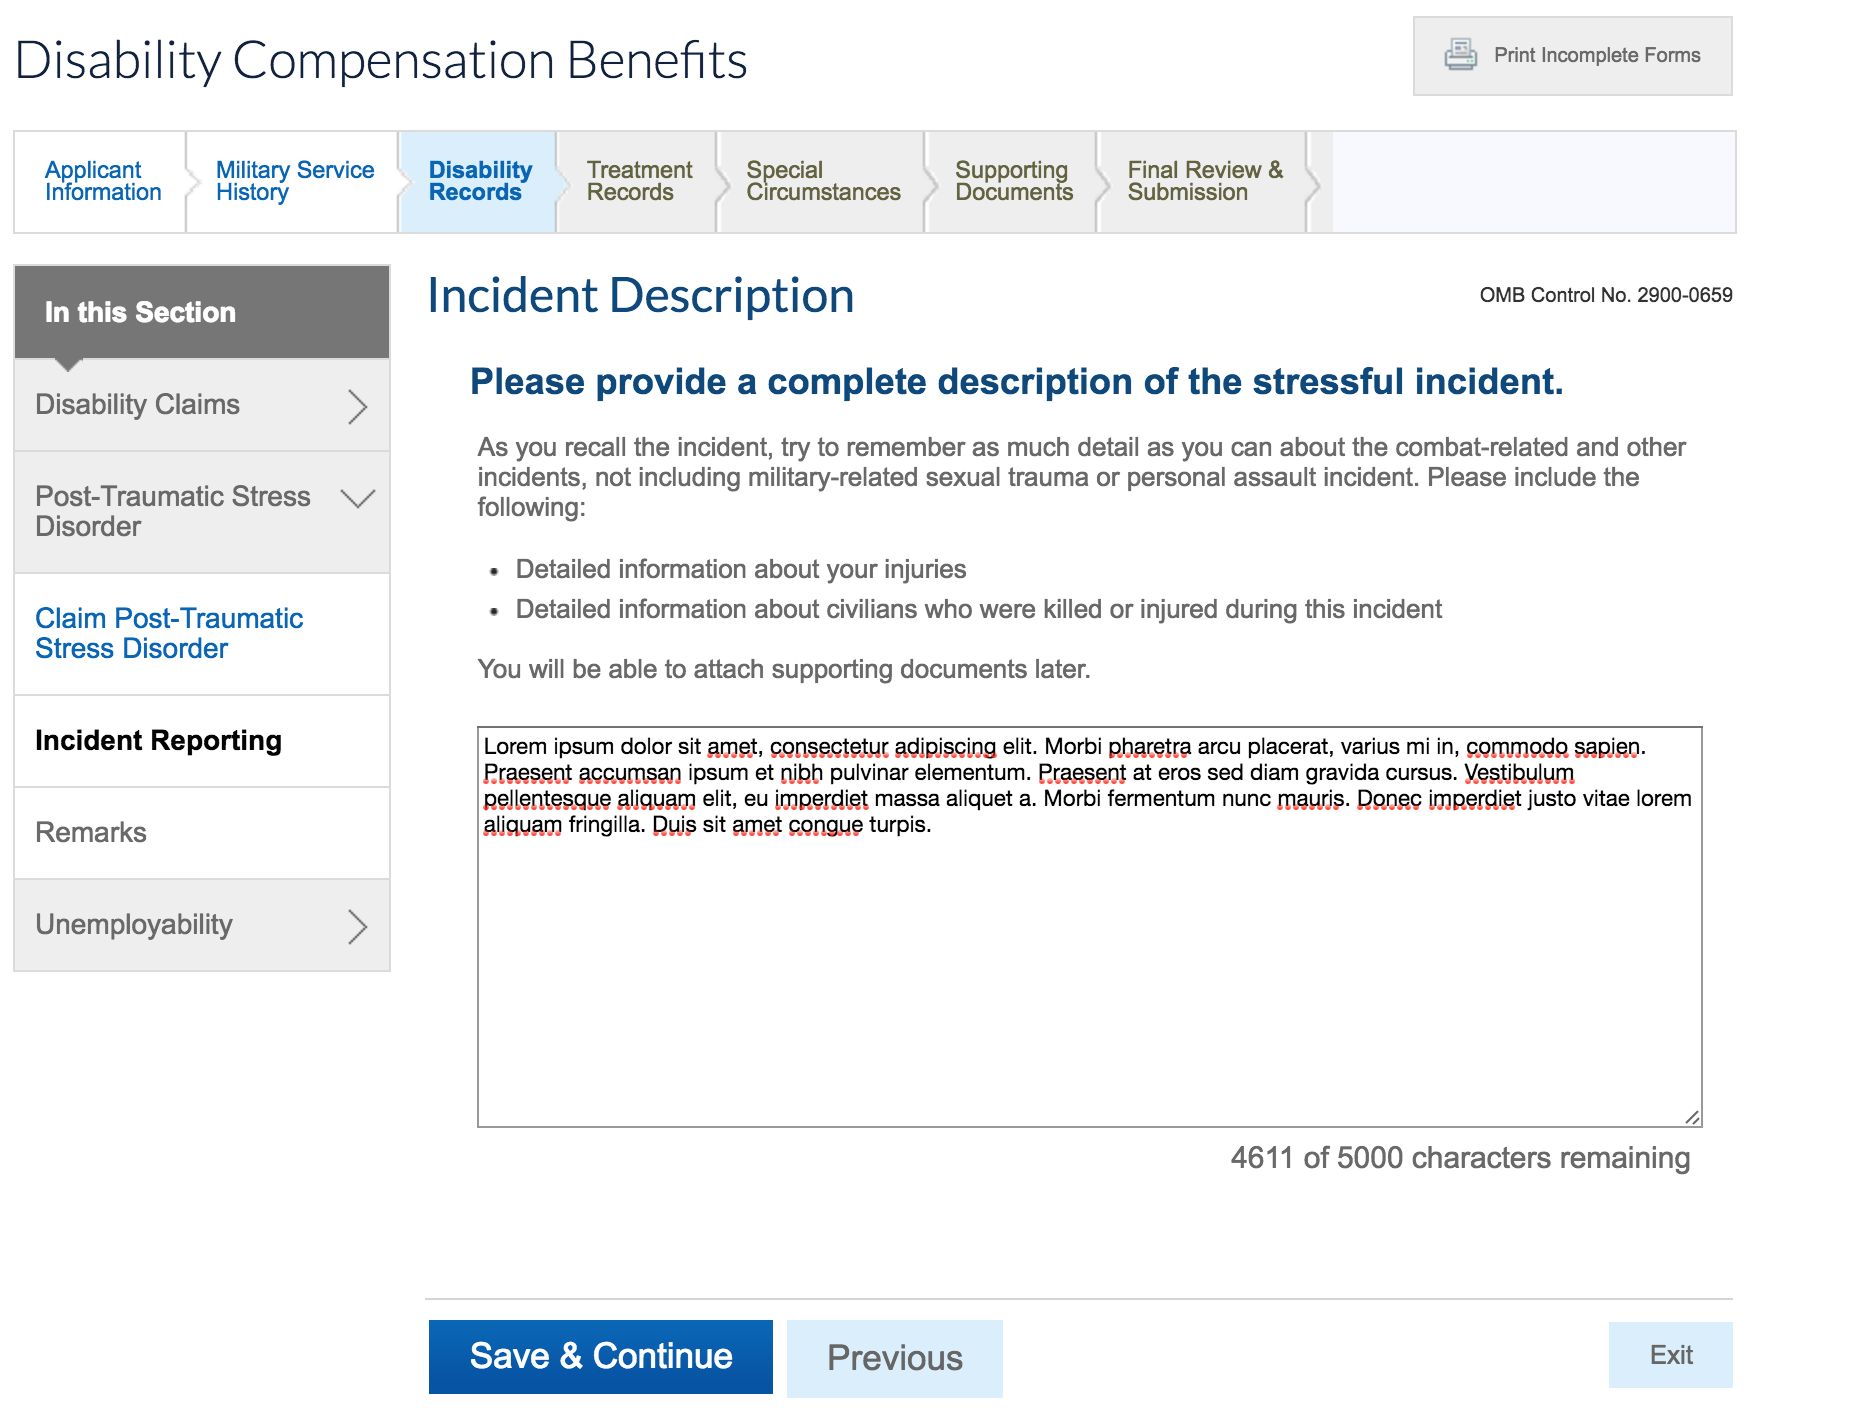 Disability Compensation Benefits
Print Incomplete Forms
Applicant
Information
Military Service
History
Disability
Records
Treatment
Records
Special
Circumstances
Supporting
Documents
Final Review &
Submission
In this Section
Disability Claims
Post-Traumatic Stress
Disorder
Claim Post-Traumatic
Stress Disorder
Incident Reporting
Remarks
Unemployability
Incident Description
OMB Control No. 2900-0659
Please provide a complete description of the stressful incident.
As you recall the incident, try to remember as much detail as you can about the combat-related and other
incidents, not including military-related sexual trauma or personal assault incident. Please include the
following:
• Detailed information about your injuries
• Detailed information about civilians who were killed or injured during this incident
You will be able to attach supporting documents later.
Lorem ipsum dolor sit amet, consectetur adipiscing elit. Morbi pharetra arcu placerat, varius mi in, commodo sapien.
Praesent accumsan ipsum et nibh pulvinar elementum. Praesent at eros sed diam gravida cursus. Vestibulum
pellentesque aliquam elit, eu imperdiet massa aliquet a. Morbi fermentum nunc mauris. Donec imperdiet justo vitae lorem
aliquam fringilla. Duis sit amet congue turpis.
4611 of 5000 characters remaining
Save & Continue
Previous
Exit